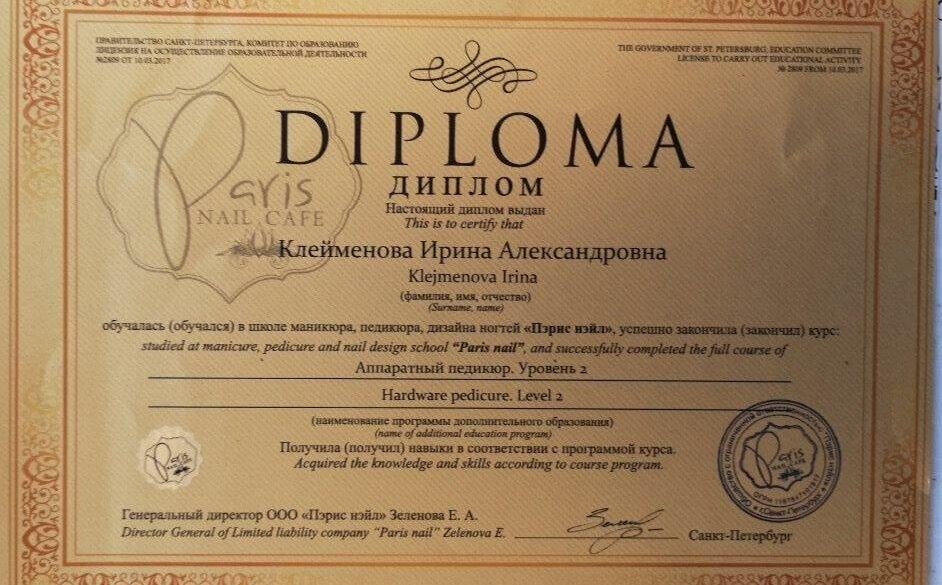 ПРАВИТЕЛЬСТВО САНКТ-ПЕТЕРБУРГА, КОМИТЕТ ПО ОБРАЗОВАНИЮ
ЛИЦЕНЗИЯ НА ОСУЩЕСТВЛЕНИЕ ОБРАЗОВАТЕЛЬНОЙ ДЕЯТЕЛЬНОСТИ
№2809 ОТ 10.03.2017
THE GOVERNMENT OF ST. PETERSBURG, EDUCATION COMMITTEE
LICENSE TO CARRY OUT EDUCATIONAL ACTIVITY
№ 2809 FROM 10.03.2017
Paris
NAIL CAFE
DIPLOMA
ДИПЛОМ
Настоящий диплом выдан
This is to certify that
Клейменова Ирина Александровна
Klejmenova Irina
(фамилия, имя, отчество)
(Surname, name)
обучалась (обучался) в школе маникюра, педикюра, дизайна ногтей «Пэрис нэйл», успешно закончила (закончил) курс:
studied at manicure, pedicure and nail design school "Paris nail", and successfully completed the full course of
Аппаратный педикюр. Уровень 2
Hardware pedicure. Level 2
(наименование программы дополнительного образования)
(name of additional education program)
Получила (получил) навыки в соответствии с программой курса.
Acquired the knowledge and skills according to course program.
Paris
NAIL CAFE
Paris
NAIL CAFE
Генеральный директор ООО «Пэрис нэйл» Зеленова Е. А.
Director General of Limited liability company "Paris nail" Zelenova E.
Санкт-Петербург